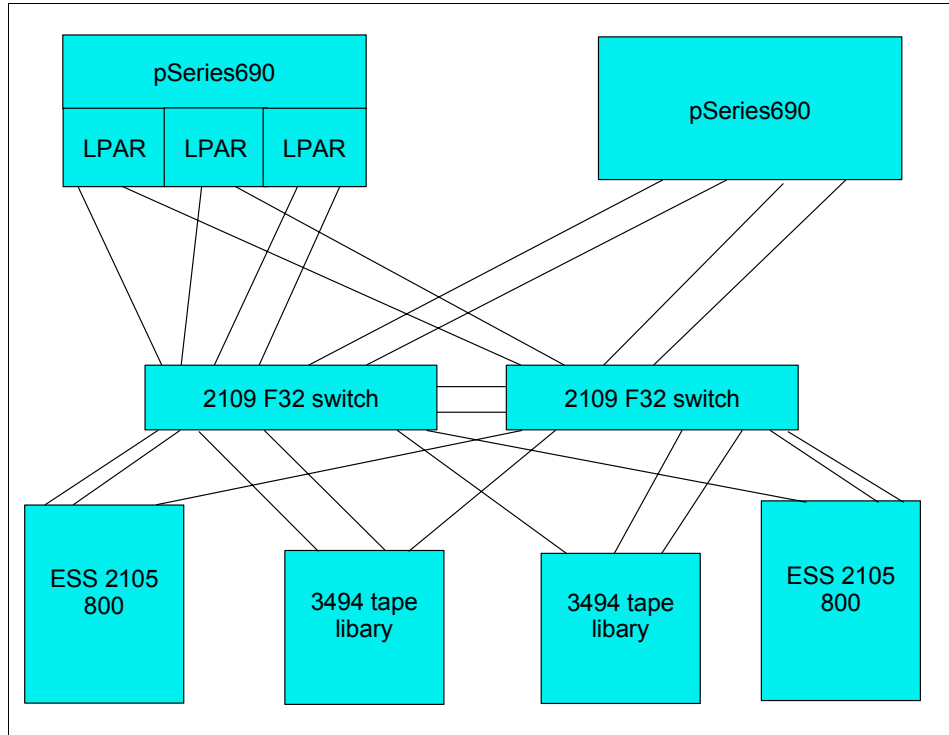 pSeries690
pSeries690
LPAR
LPAR
LPAR
2109 F32 switch
2109 F32 switch
ESS 2105
800
3494 tape
libary
3494 tape
libary
ESS 2105
800